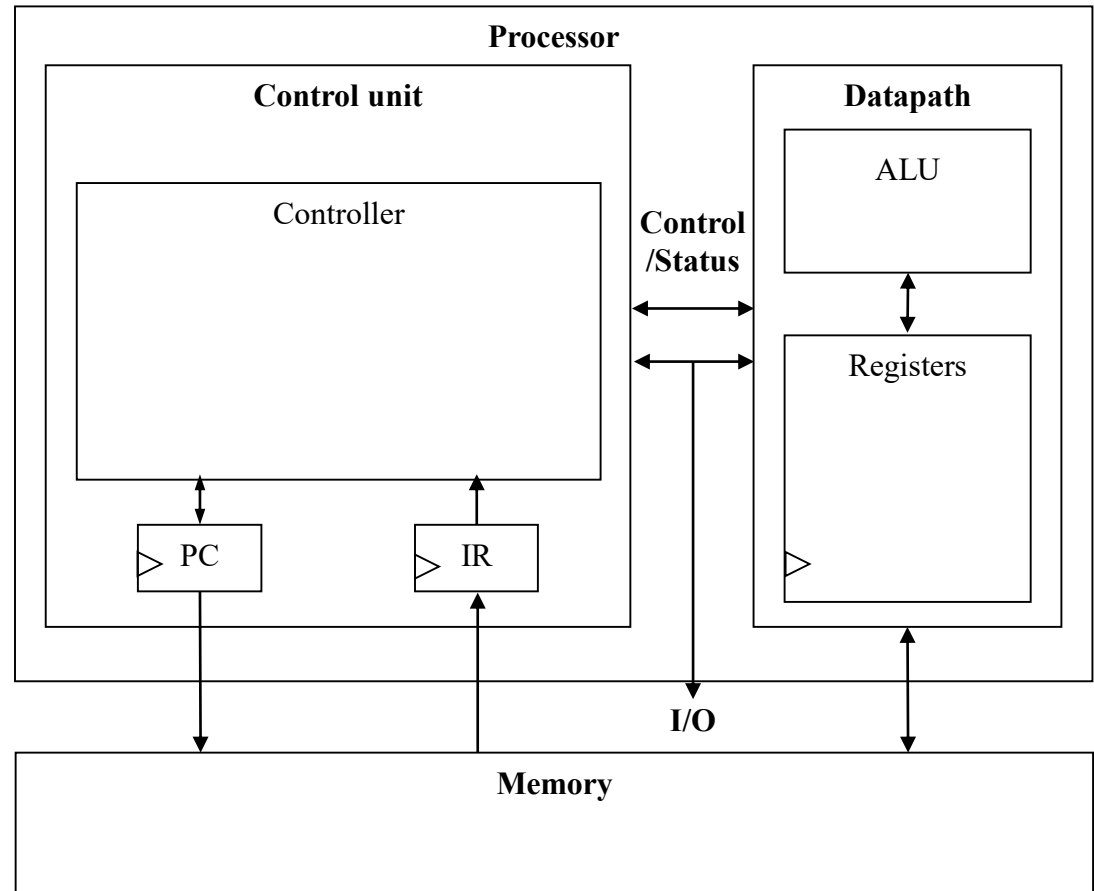 Processor
Control unit
Datapath
Controller
ALU
Control
/Status
Registers
PC
IR
I/O
Memory